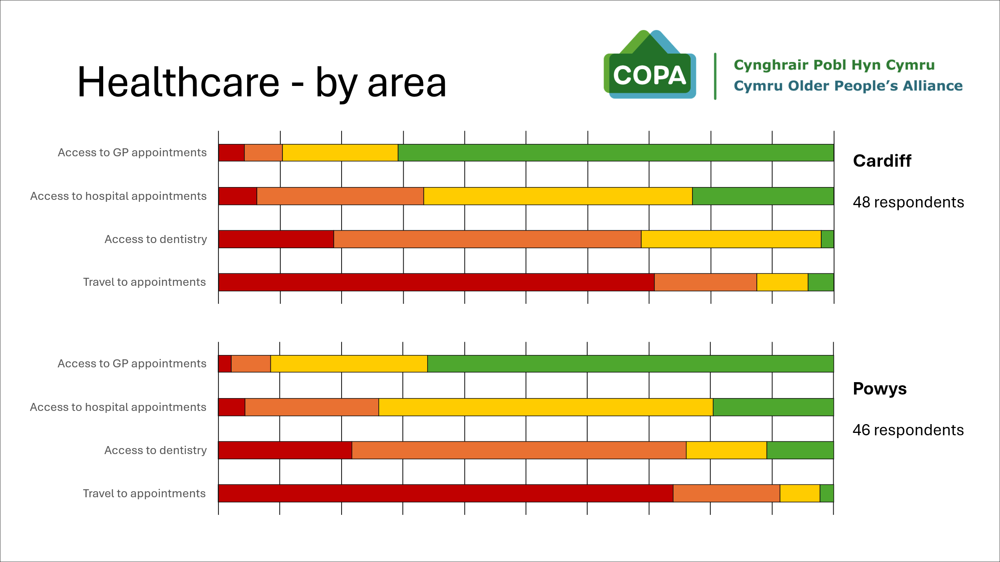 Healthcare - by area
COPA
Cynghrair Pobl Hyn Cymru
Cymru Older People’s Alliance
Access to GP appointments
Access to hospital appointments
Access to dentistry
Travel to appointments
Cardiff
48 respondents
Access to GP appointments
Access to hospital appointments
Access to dentistry
Travel to appointments
Powys
46 respondents